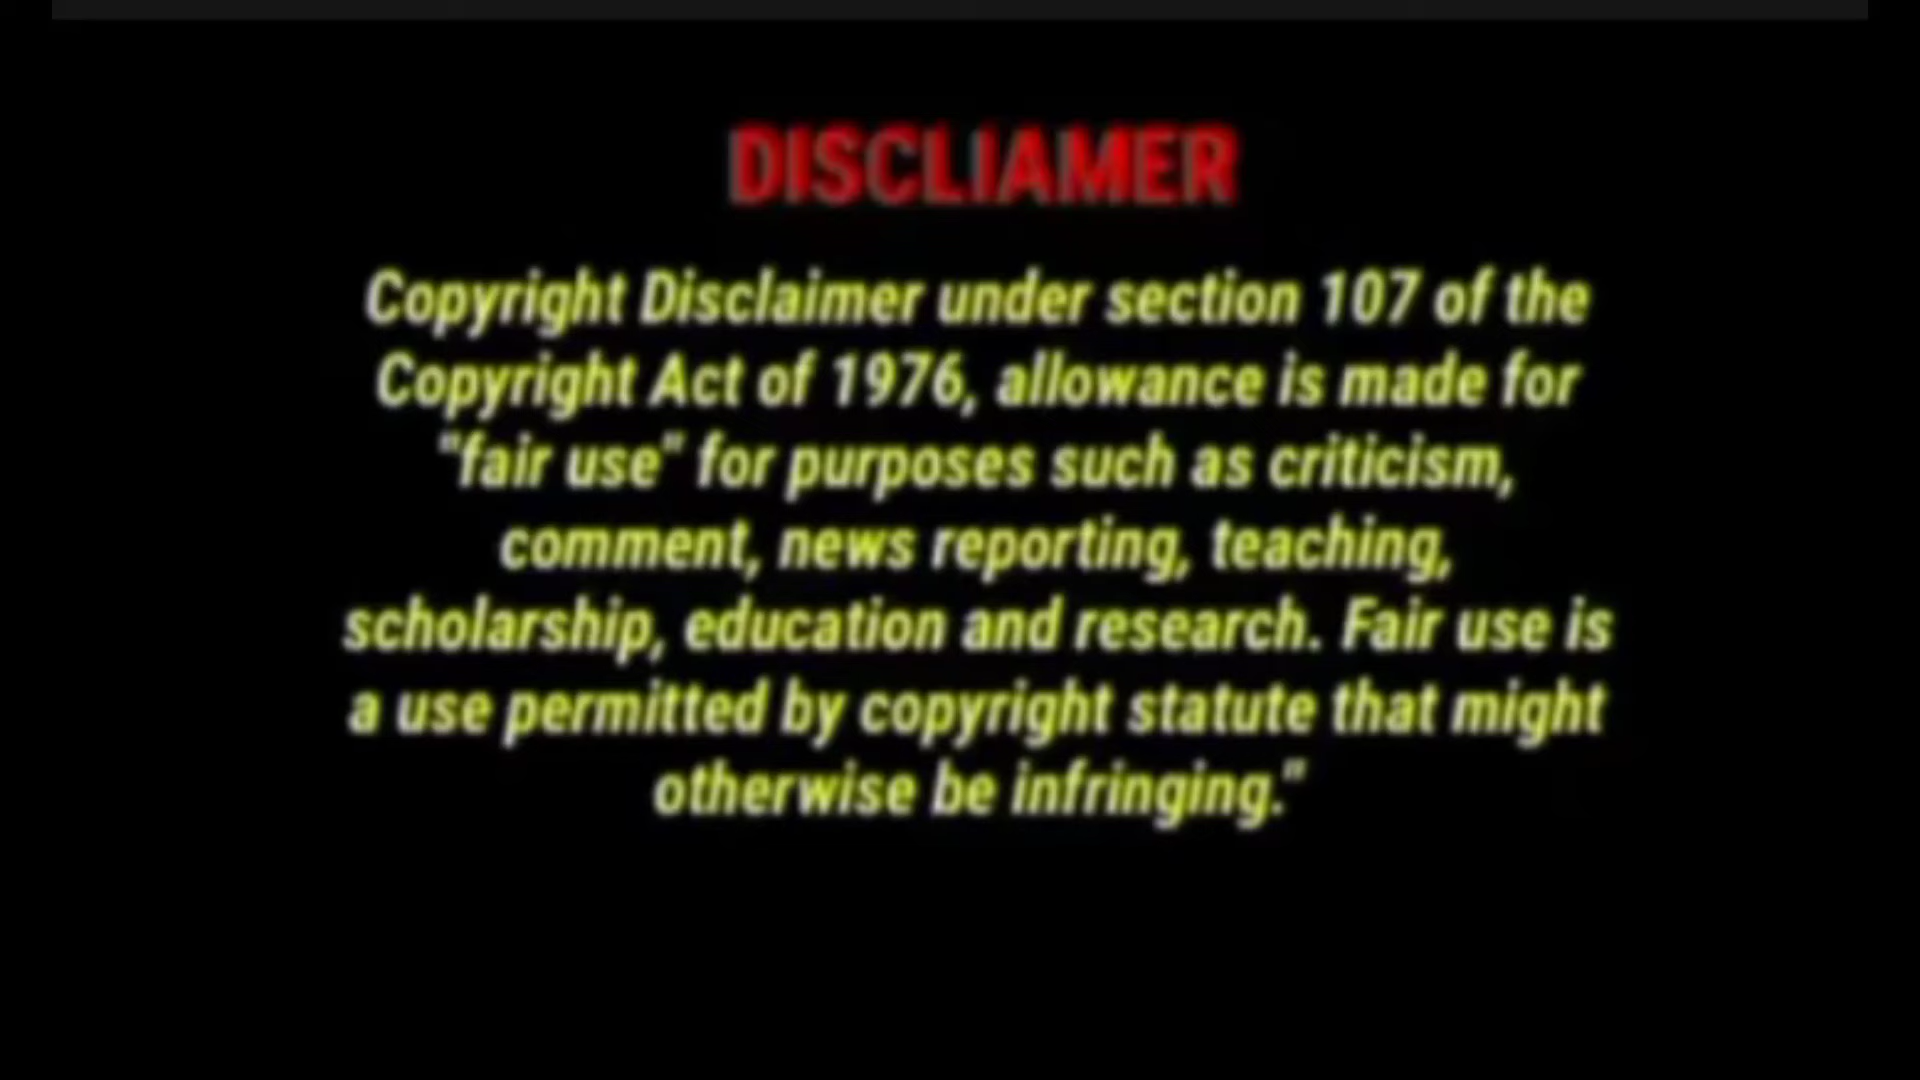 DISCLIAMER
Copyright Disclaimer under section 107 of the
Copyright Act of 1976, allowance is made for
"fair use" for purposes such as criticism,
comment, news reporting, teaching,
scholarship, education and research. Fair use is
a use permitted by copyright statute that might
otherwise be infringing."